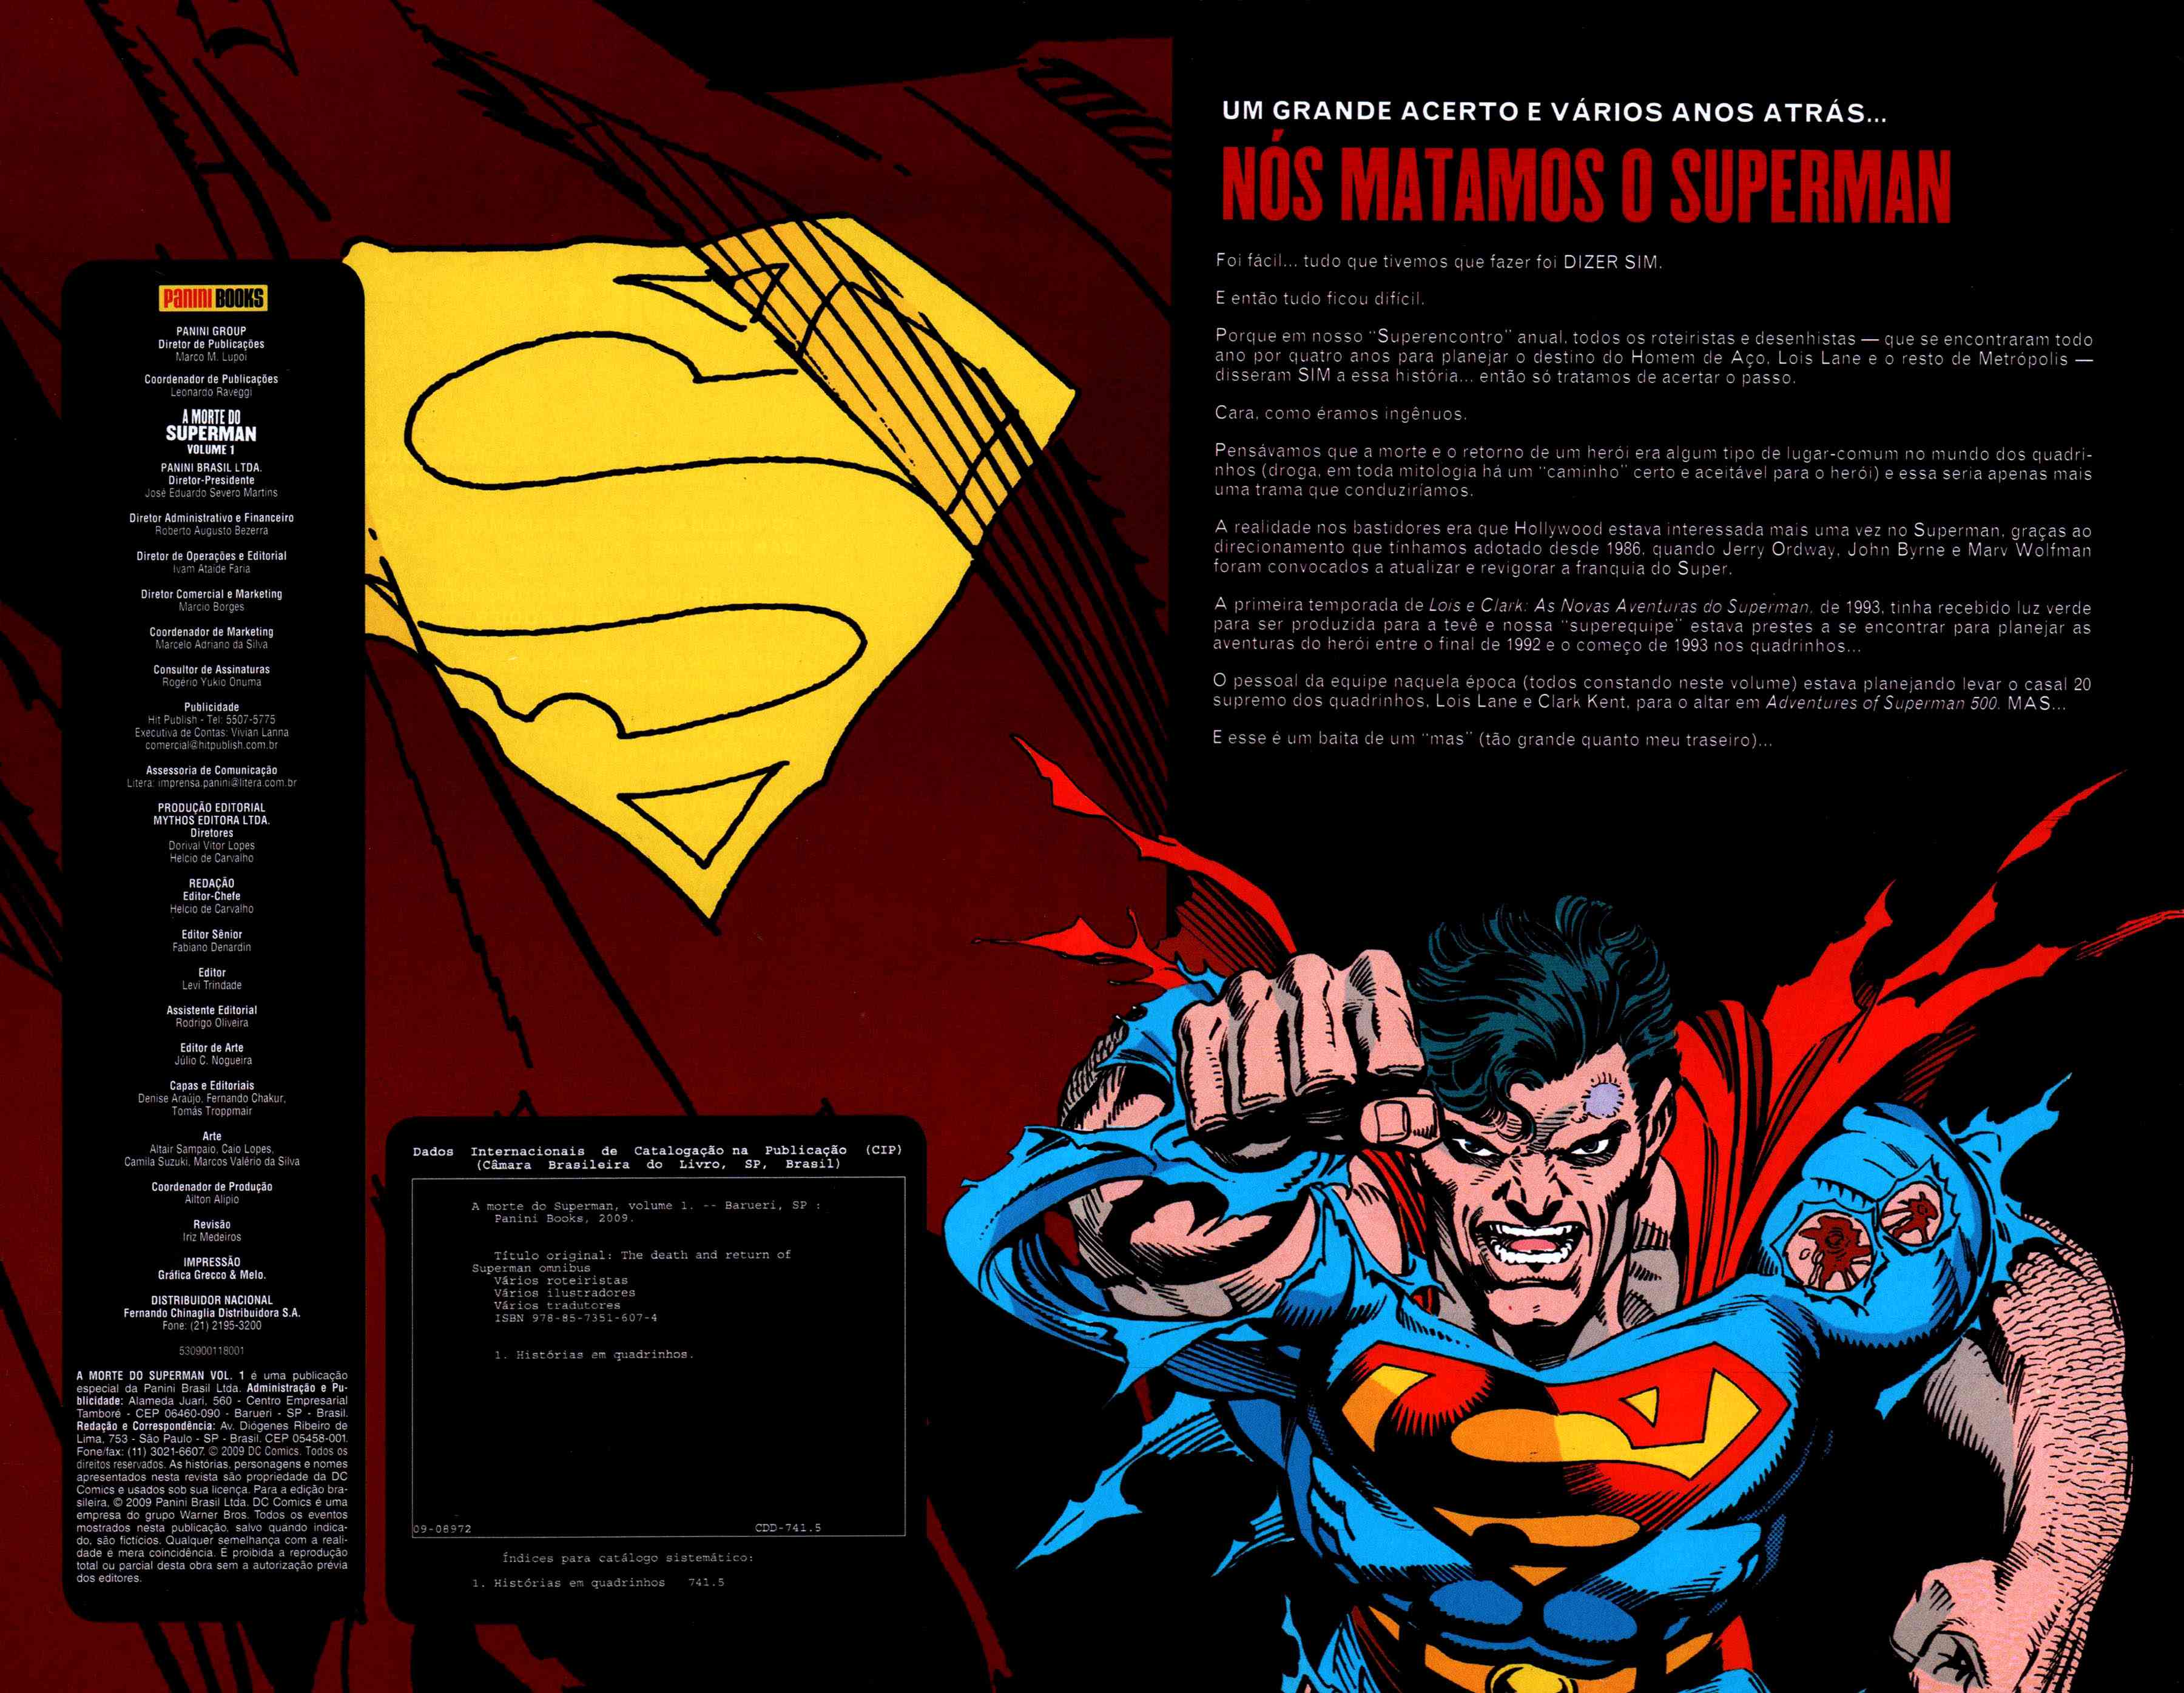 PANINI BOOKS
PANINI GROUP
Diretor de Publicações
Marco M. Lupoi
Coordenador de Publicações
Leonardo Raveggi
A MORTE DO
SUPERMAN
VOLUME 1
PANINI BRASIL LTDA.
Diretor-Presidente
José Eduardo Severo Martins
Diretor Administrativo e Financeiro
Roberto Augusto Bezerra
Diretor de Operações e Editorial
Ivam Ataíde Faria
Diretor Comercial e Marketing
Marcio Borges
Coordenador de Marketing
Marcelo Adriano da Silva
Consultor de Assinaturas
Rogério Yukio Onuma
Publicidade
Hit Publish - Tel: 5507-5775
Executiva de Contas: Vivian Lanna
comercial@hitpublish.com.br
Assessoria de Comunicação
Litera: imprensa.panini@litera.com.br
PRODUÇÃO EDITORIAL
MYTHOS EDITORA LTDA.
Diretores
Dorival Vitor Lopes
Helcio de Carvalho
REDAÇÃO
Editor-Chefe
Helcio de Carvalho
Editor Sênior
Fabiano Denardin
Editor
Levi Trindade
Assistente Editorial
Rodrigo Oliveira
Editor de Arte
Júlio C. Nogueira
Capas e Editoriais
Denise Araújo, Fernando Chakur,
Tomás Troppmair
Arte
Altair Sampaio, Caio Lopes,
Camila Suzuki, Marcos Valério da Silva
Coordenador de Produção
Ailton Alipio
Revisão
Iriz Medeiros
IMPRESSÃO
Gráfica Grecco & Melo.
DISTRIBUIDOR NACIONAL
Fernando Chinaglia Distribuidora S.A.
Fone: (21) 2195-3200
530900118001
A MORTE DO SUPERMAN VOL. 1 é uma publicação
especial da Panini Brasil Ltda. Administração e Pu-
blicidade: Alameda Juari, 560 - Centro Empresarial
Tamboré - CEP 06460-090 - Barueri - SP - Brasil.
Redação e Correspondência: Av. Diógenes Ribeiro de
Lima, 753 - São Paulo - SP - Brasil. CEP 05458-001.
Fone/fax: (11) 3021-6607. © 2009 DC Comics. Todos os
direitos reservados. As histórias, personagens e nomes
apresentados nesta revista são propriedade da DC
Comics e usados sob sua licença. Para a edição bra-
sileira, © 2009 Panini Brasil Ltda. DC Comics é uma
empresa do grupo Warner Bros. Todos os eventos
mostrados nesta publicação, salvo quando indica-
do, são fictícios. Qualquer semelhança com a reali-
dade é mera coincidência. É proibida a reprodução
total ou parcial desta obra sem a autorização prévia
dos editores.
Dados Internacionais de Catalogação na Publicação (CIP)
(Câmara Brasileira do Livro, SP, Brasil)
A morte do Superman, volume 1. -- Barueri, SP :
Panini Books, 2009.
Título original: The death and return of
Superman omnibus
Vários roteiristas
Vários ilustradores
Vários tradutores
ISBN 978-85-7351-607-4
1. Histórias em quadrinhos.
09-08972 CDD-741.5
Índices para catálogo sistemático:
1. Histórias em quadrinhos 741.5
UM GRANDE ACERTO E VÁRIOS ANOS ATRÁS...
NÓS MATAMOS O SUPERMAN
Foi fácil... tudo que tivemos que fazer foi DIZER SIM.
E então tudo ficou difícil.
Porque em nosso “Superencontro” anual, todos os roteiristas e desenhistas — que se encontraram todo
ano por quatro anos para planejar o destino do Homem de Aço, Lois Lane e o resto de Metrópolis —
disseram SIM a essa história... então só tratamos de acertar o passo.
Cara, como éramos ingênuos.
Pensávamos que a morte e o retorno de um herói era algum tipo de lugar-comum no mundo dos quadri-
nhos (droga, em toda mitologia há um “caminho” certo e aceitável para o herói) e essa seria apenas mais
uma trama que conduziríamos.
A realidade nos bastidores era que Hollywood estava interessada mais uma vez no Superman, graças ao
direcionamento que tínhamos adotado desde 1986, quando Jerry Ordway, John Byrne e Marv Wolfman
foram convocados a atualizar e revigorar a franquia do Super.
A primeira temporada de Lois e Clark: As Novas Aventuras do Superman, de 1993, tinha recebido luz verde
para ser produzida para a tevê e nossa “superequipe” estava prestes a se encontrar para planejar as
aventuras do herói entre o final de 1992 e o começo de 1993 nos quadrinhos...
O pessoal da equipe naquela época (todos constando neste volume) estava planejando levar o casal 20
supremo dos quadrinhos, Lois Lane e Clark Kent, para o altar em Adventures of Superman 500. MAS...
E esse é um baita de um “mas” (tão grande quanto meu traseiro)...